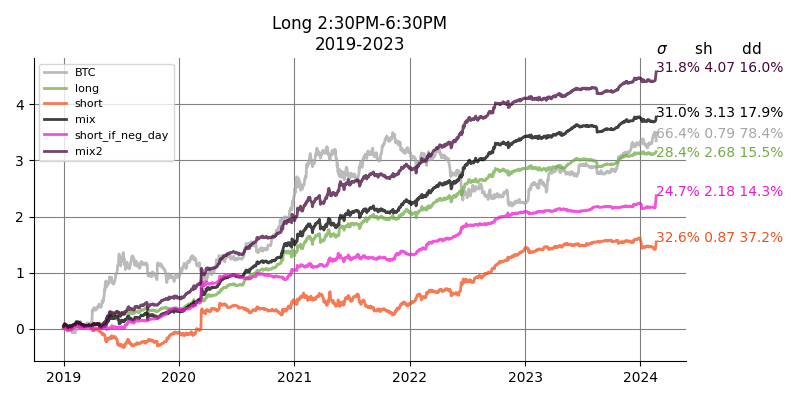 Long 2:30PM-6:30PM
2019-2023
σ sh dd
BTC
long
short
mix
short_if_neg_day
mix2
31.8% 4.07 16.0%
31.0% 3.13 17.9%
66.4% 0.79 78.4%
28.4% 2.68 15.5%
24.7% 2.18 14.3%
32.6% 0.87 37.2%
4
3
2
1
0
2019 2020 2021 2022 2023 2024